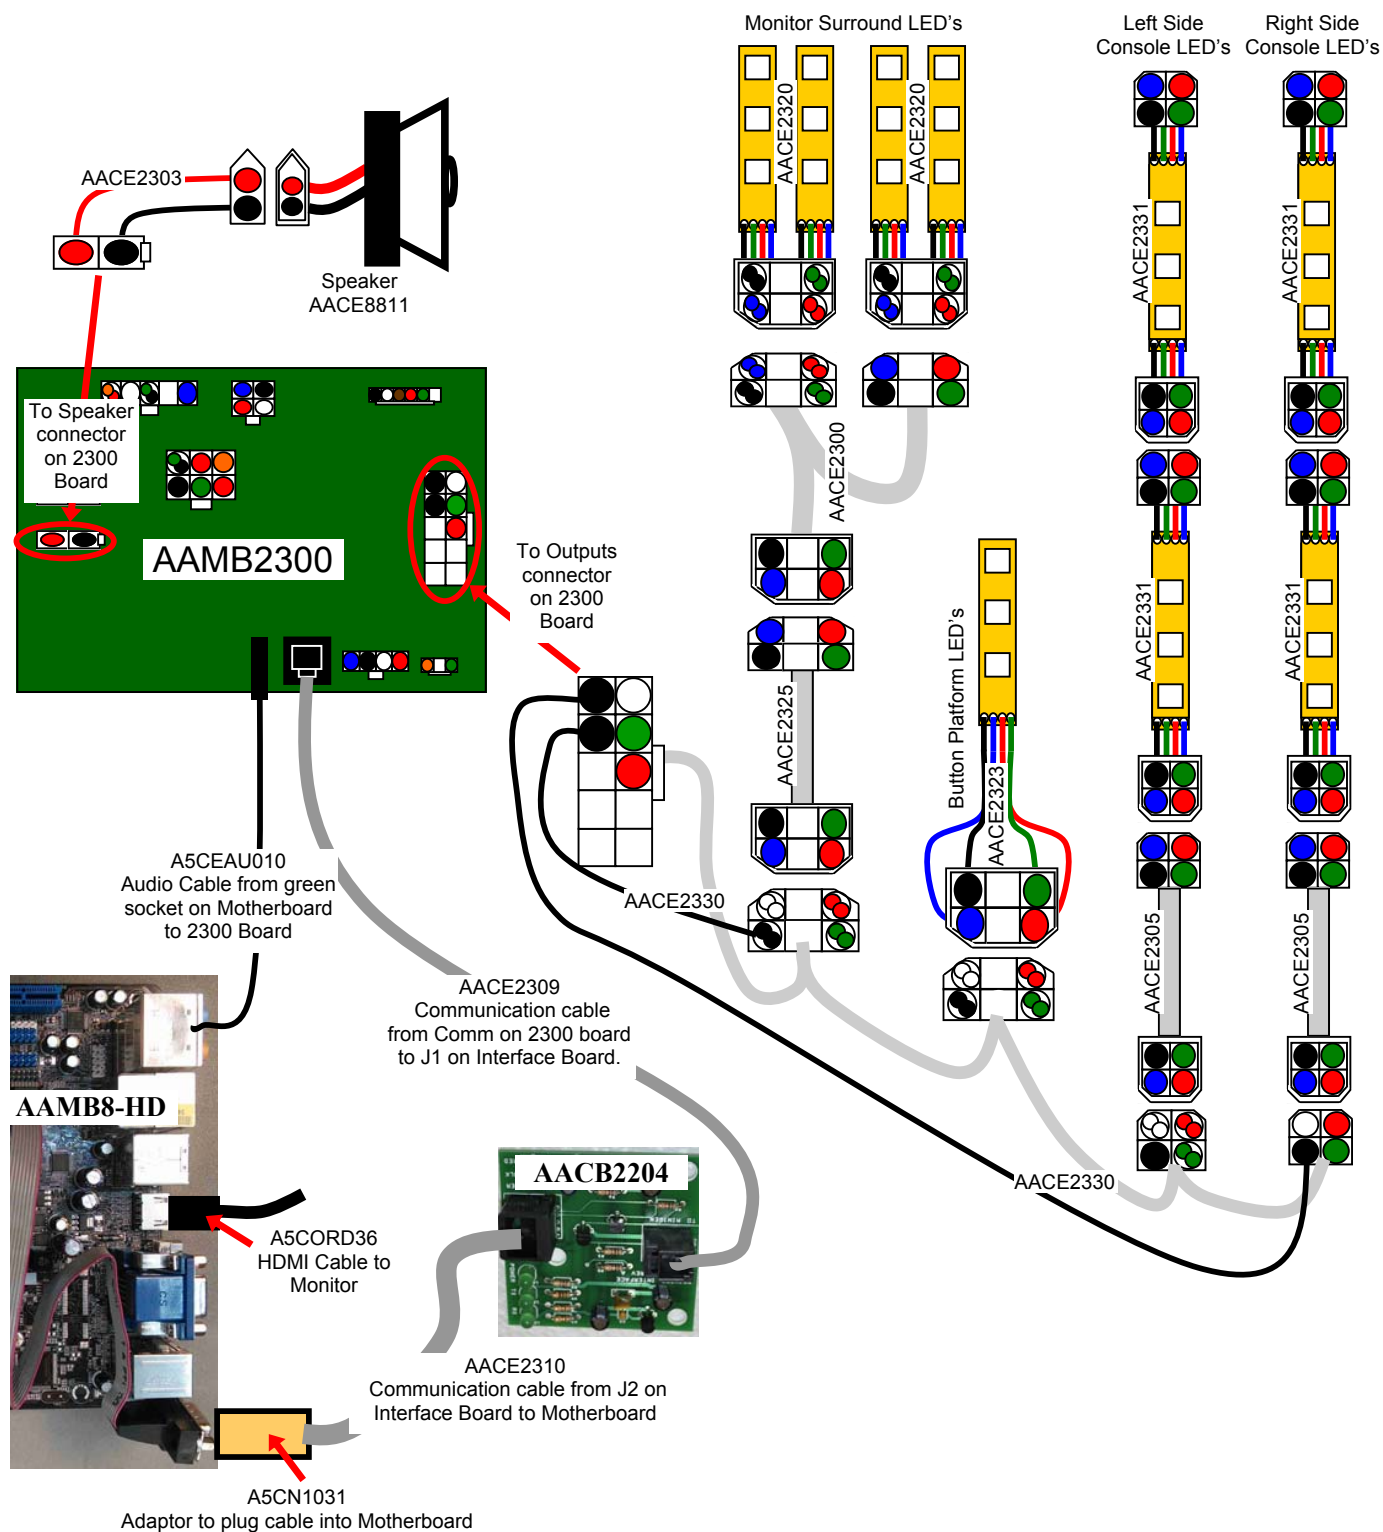 Monitor Surround LED’s
Left Side
Console LED’s
Right Side
Console LED’s
AACE2320
AACE2320
AACE2303
Speaker
AACE8811
AACE2331
AACE2331
To Speaker
connector
on 2300
Board
AACE2300
AAMB2300
To Outputs
connector
on 2300
Board
AACE2325
Button Platform LED’s
AACE2323
AACE2331
AACE2331
A5CEAU010
Audio Cable from green
socket on Motherboard
to 2300 Board
AACE2330
AACE2305
AACE2305
AACE2309
Communication cable
from Comm on 2300 board
to J1 on Interface Board.
AAMB8-HD
AACB2204
AACE2330
A5CORD36
HDMI Cable to
Monitor
INTERFACE
REV A
POWER
AACE2310
Communication cable from J2 on
Interface Board to Motherboard
A5CN1031
Adaptor to plug cable into Motherboard